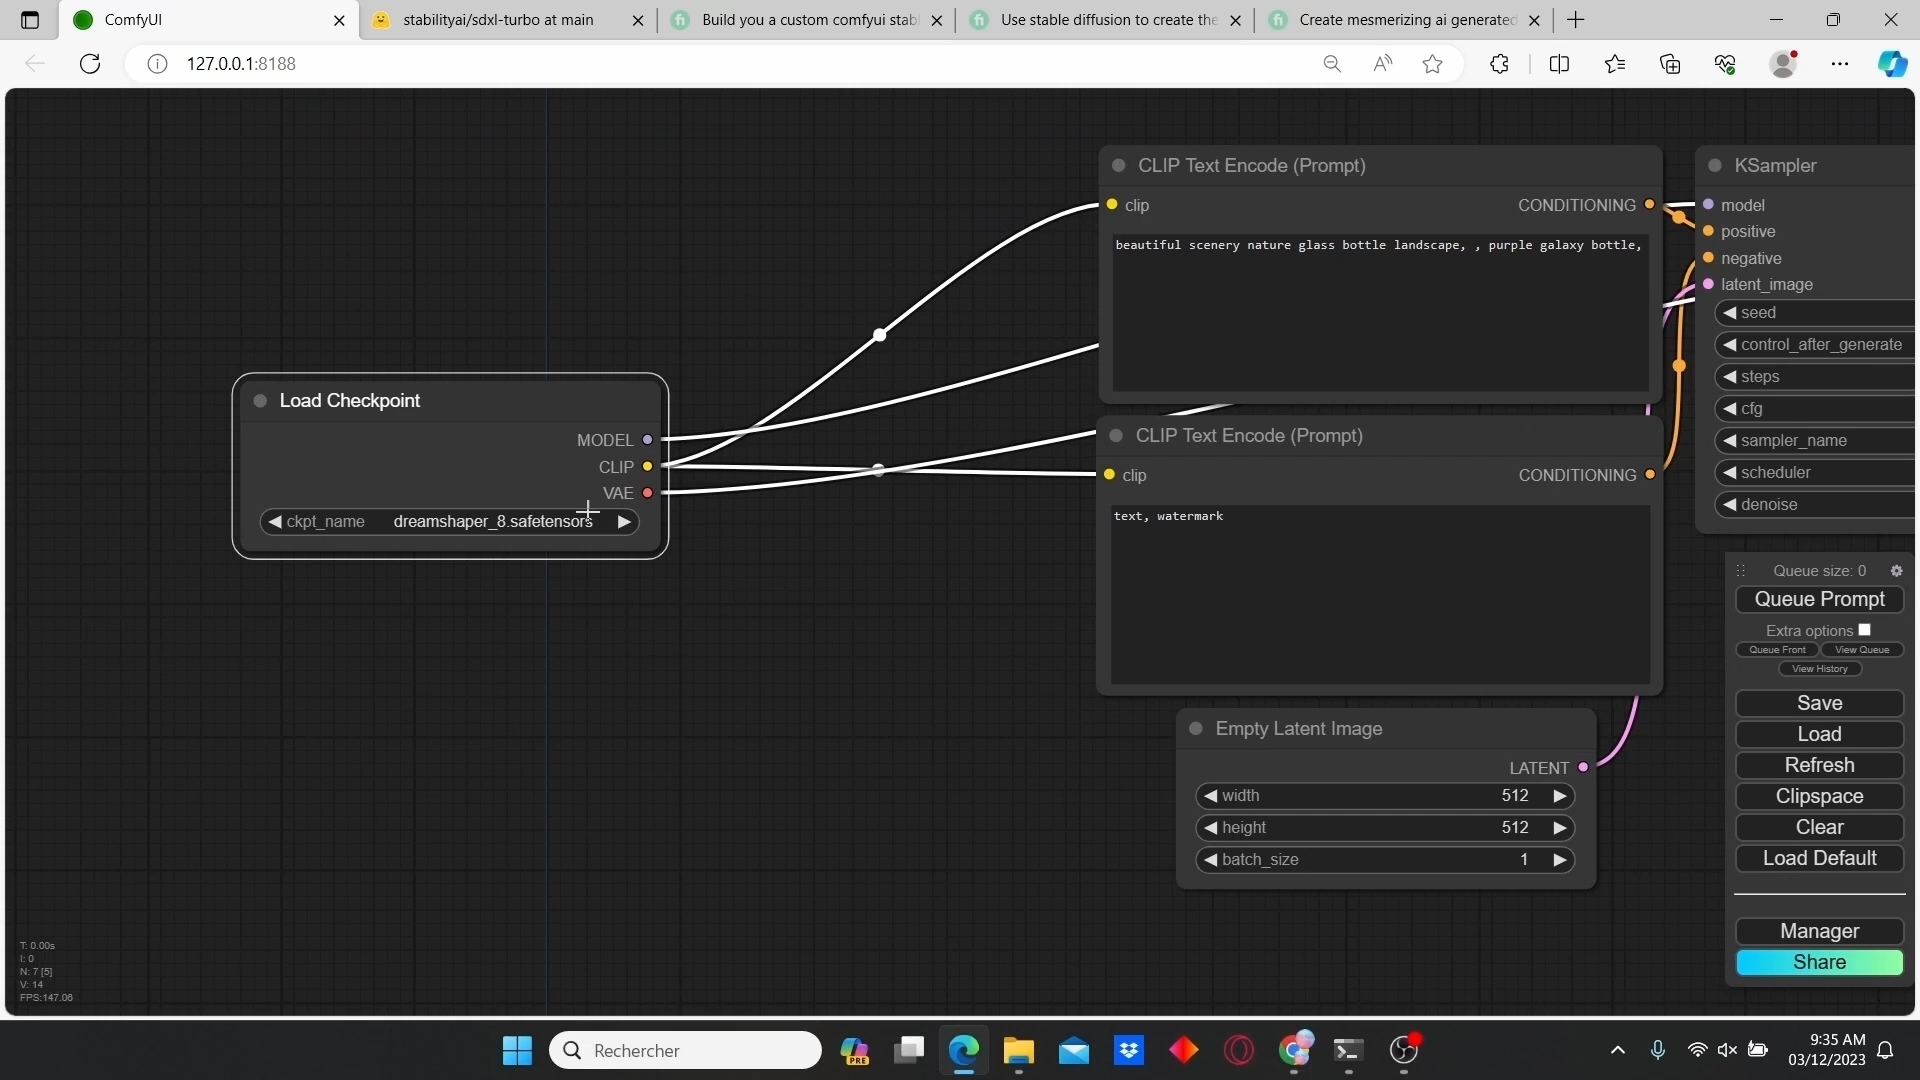 ComfyUI
stabilityai/sdxl-turbo at main
Build you a custom comfyui stabl
Use stable diffusion to create the
Create mesmerizing ai generated
127.0.0.1:8188
CLIP Text Encode (Prompt)
clip
CONDITIONING
beautiful scenery nature glass bottle landscape, , purple galaxy bottle,
KSampler
model
positive
negative
latent_image
seed
control_after_generate
steps
cfg
sampler_name
scheduler
denoise
Load Checkpoint
MODEL
CLIP
VAE
ckpt_name dreamshaper_8.safetensors
CLIP Text Encode (Prompt)
clip
CONDITIONING
text, watermark
Empty Latent Image
LATENT
width 512
height 512
batch_size 1
Queue size: 0
Queue Prompt
Extra options
Queue Front View Queue
View History
Save
Load
Refresh
Clipspace
Clear
Load Default
Manager
Share
T: 0.00s
I: 0
N: 7 [5]
V: 14
FPS:147.06
Rechercher
PRE
9:35 AM
03/12/2023